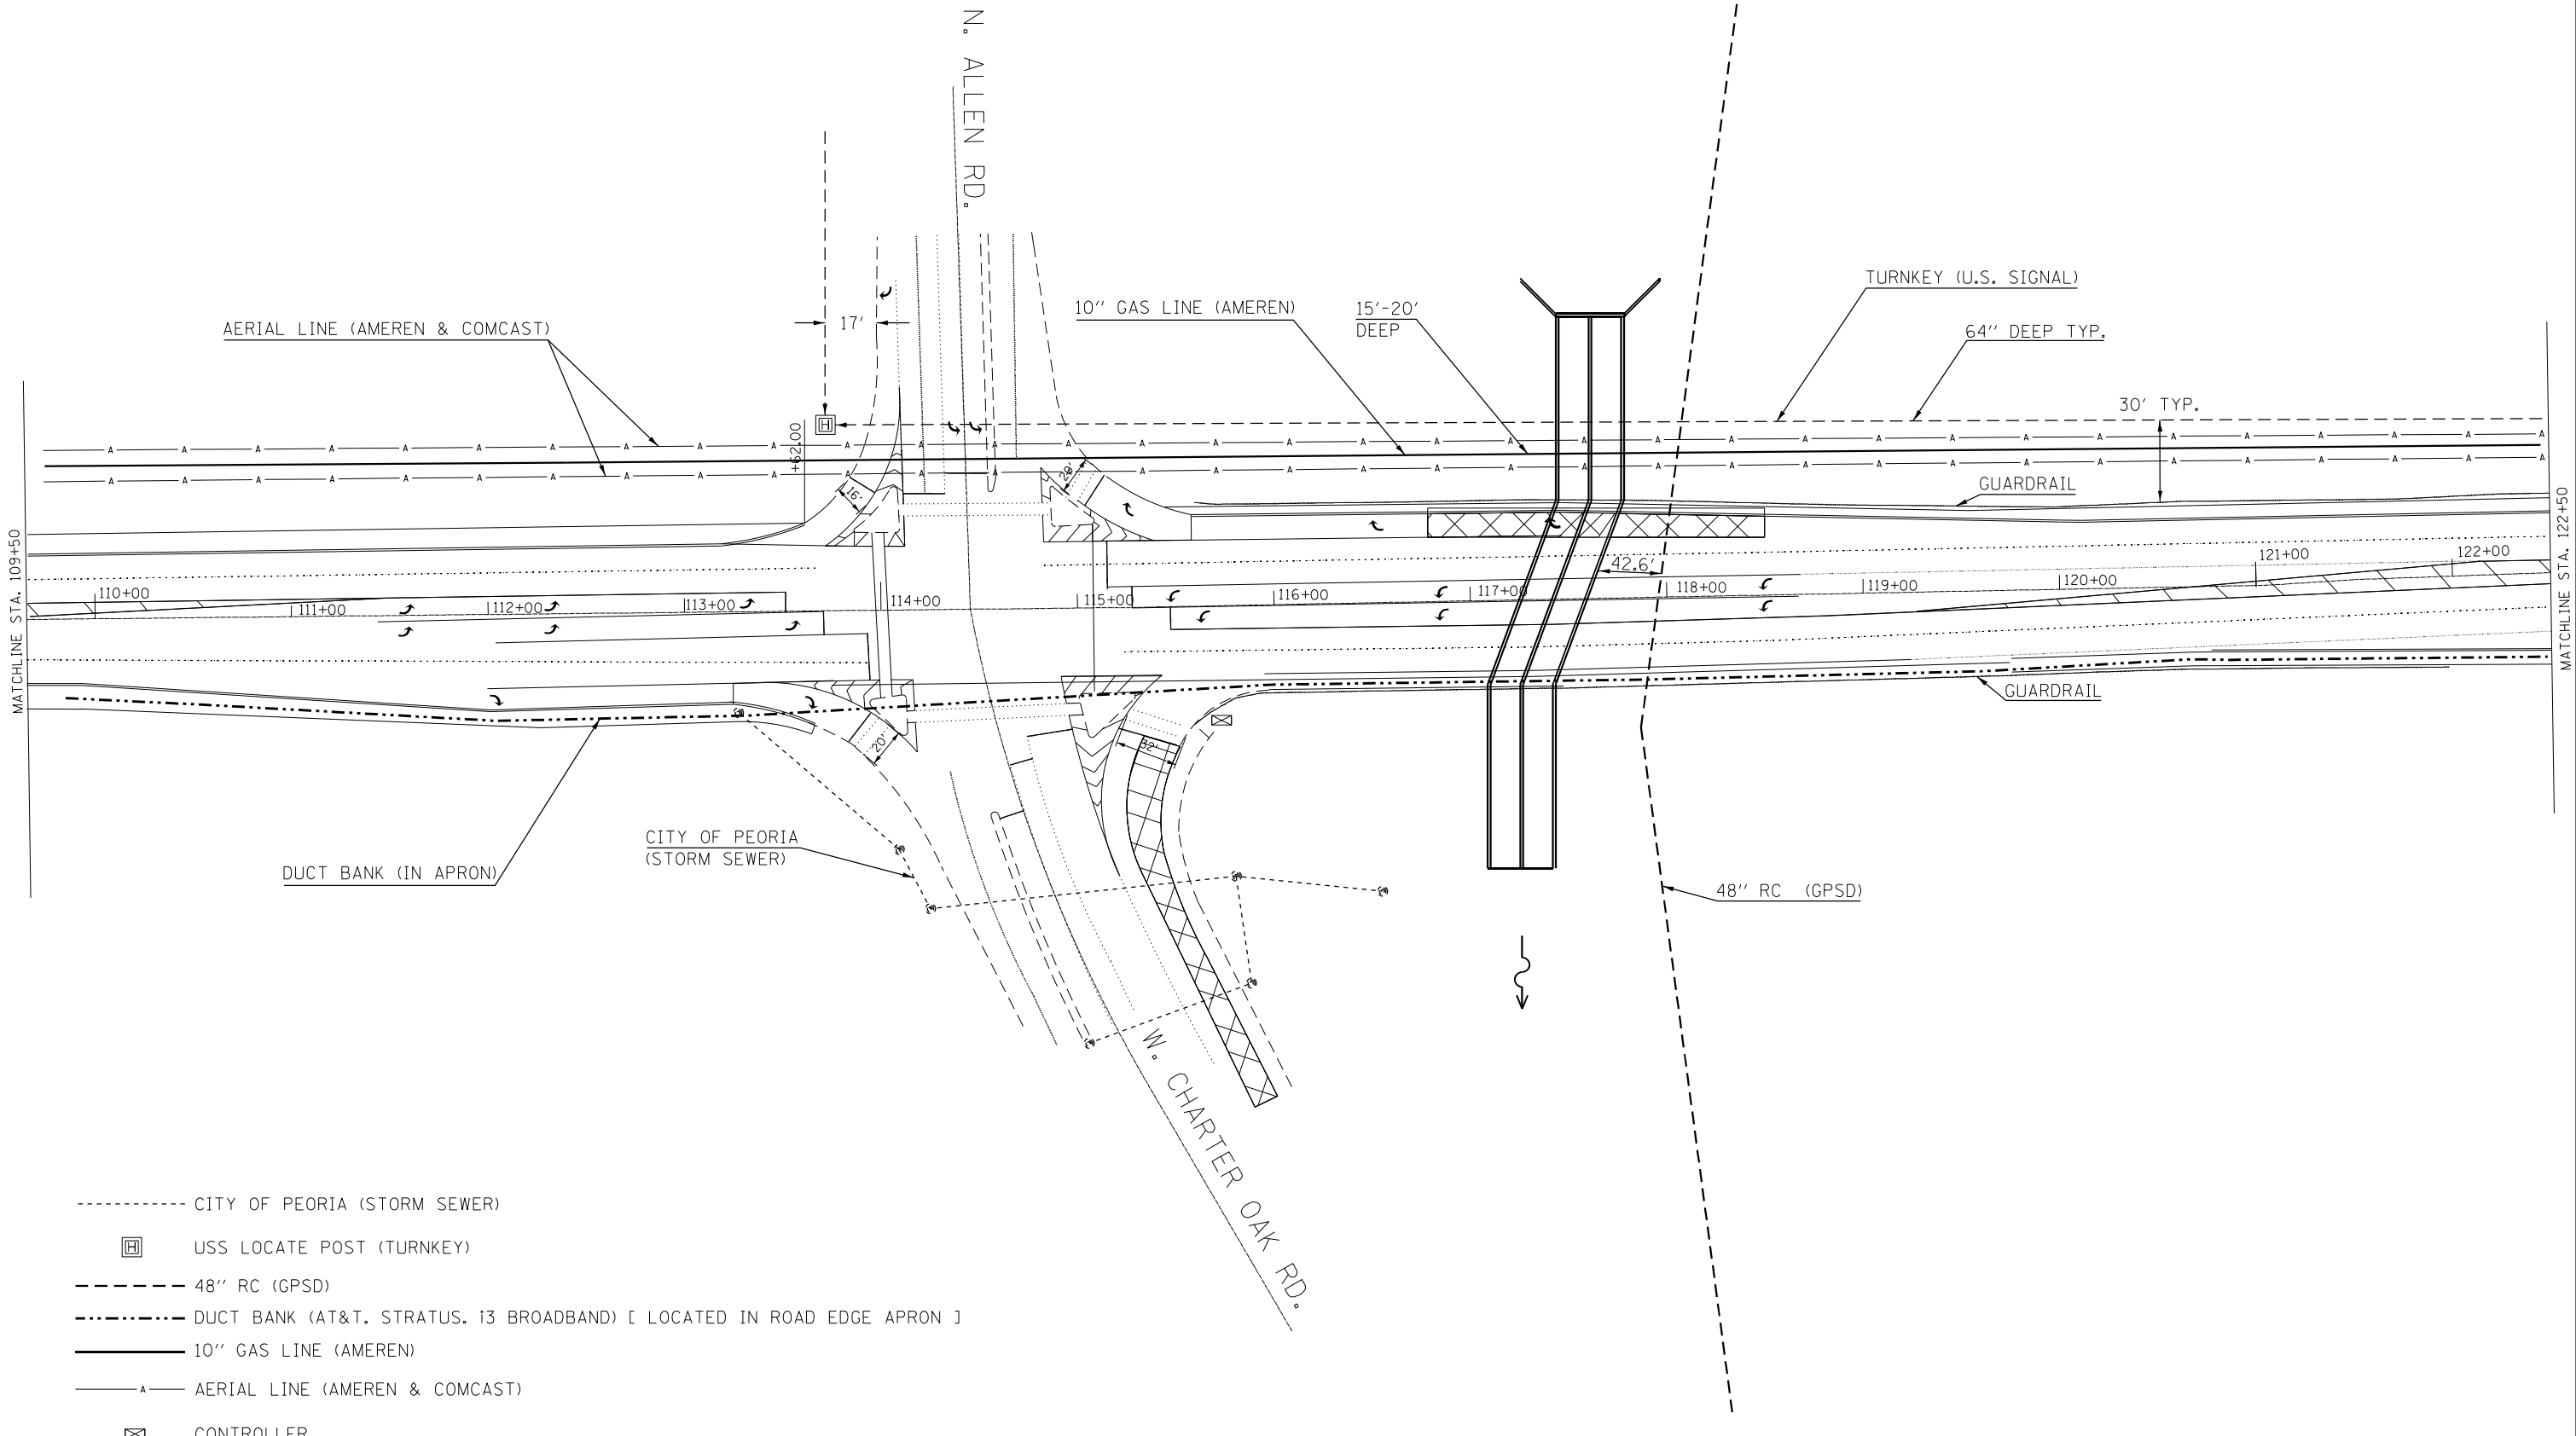 N. ALLEN RD.
TURNKEY (U.S. SIGNAL)
10" GAS LINE (AMEREN)
15'-20'
DEEP
AERIAL LINE (AMEREN & COMCAST)
17'
64" DEEP TYP.
30' TYP.
H
+62.00
28'
16'
GUARDRAIL
MATCHLINE STA. 109+50
MATCHLINE STA. 122+50
42.6'
110+00
111+00
112+00
113+00
114+00
115+00
116+00
117+00
118+00
119+00
120+00
121+00
122+00
GUARDRAIL
20'
32'
CITY OF PEORIA
(STORM SEWER)
DUCT BANK (IN APRON)
48" RC (GPSD)
W. CHARTER OAK RD.
CITY OF PEORIA (STORM SEWER)
H USS LOCATE POST (TURNKEY)
48" RC (GPSD)
DUCT BANK (AT&T. STRATUS. i3 BROADBAND) [ LOCATED IN ROAD EDGE APRON ]
10" GAS LINE (AMEREN)
A AERIAL LINE (AMEREN & COMCAST)
CONTROLLER